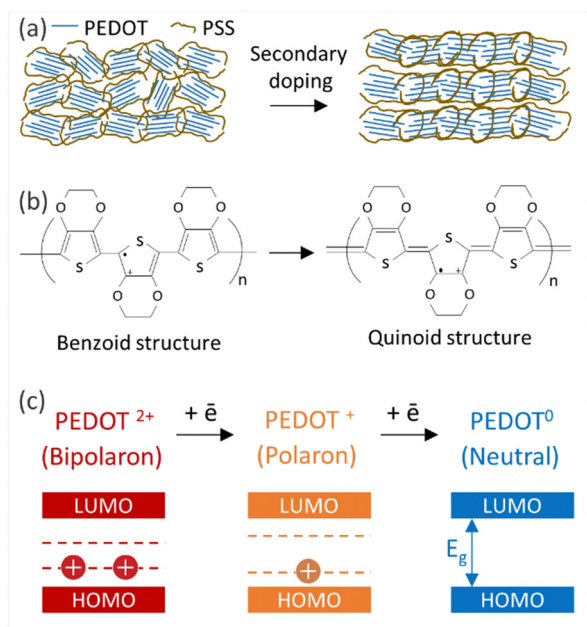 (a) PEDOT PSS
Secondary
doping
(b)
O O O O O O O O
S S S S S S
n n
O O O O
Benzoid structure Quinoid structure
(c) PEDOT 2+ + ē PEDOT + + ē PEDOT0
(Bipolaron) (Polaron) (Neutral)
LUMO LUMO LUMO
+ + + Eg
HOMO HOMO HOMO